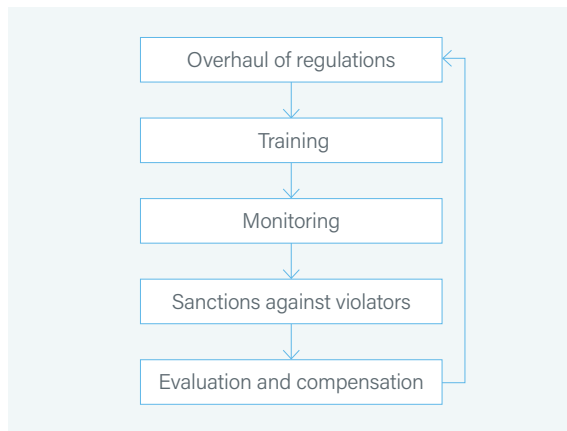 Overhaul of regulations
Training
Monitoring
Sanctions against violators
Evaluation and compensation